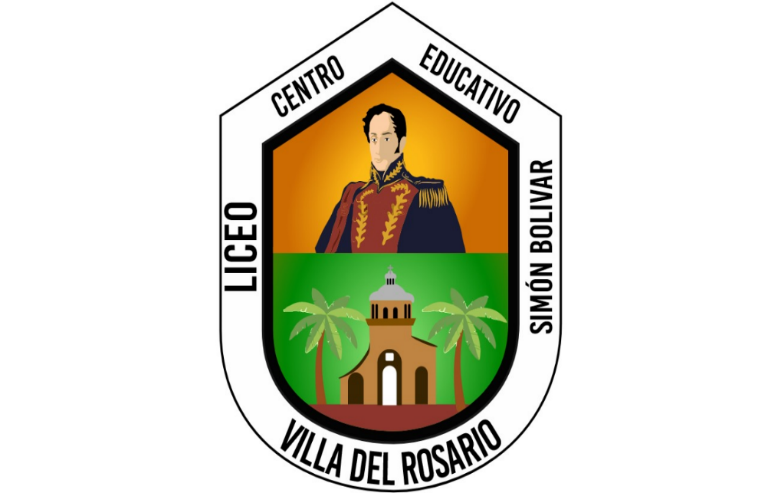 LICEO
CENTRO
EDUCATIVO
SIMÓN BOLIVAR
VILLA DEL ROSARIO